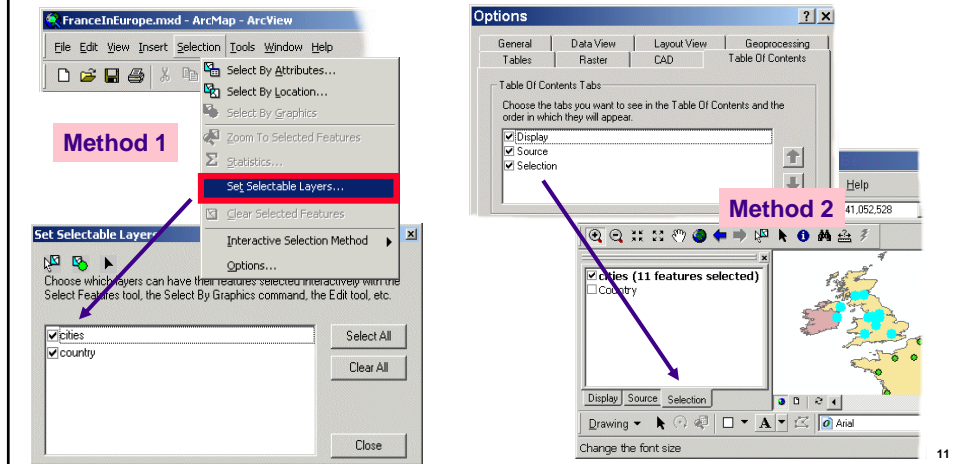 FranceInEurope.mxd - ArcMap - ArcView
File Edit View Insert Selection Tools Window Help
Select By Attributes...
Select By Location...
Select By Graphics
Zoom To Selected Features
Statistics...
Set Selectable Layers...
Clear Selected Features
Interactive Selection Method
Options...
Method 1
Set Selectable Layers
Choose which layers can have their features selected interactively with the
Select Features tool, the Select By Graphics command, the Edit tool, etc.
cities
country
Select All
Clear All
Close
Options
General Data View Layout View Geoprocessing
Tables Raster CAD Table Of Contents
Table Of Contents Tabs
Choose the tabs you want to see in the Table Of Contents and the
order in which they will appear.
Display
Source
Selection
Method 2
Help
41,052,528
cities (11 features selected)
Country
Display Source Selection
Drawing A Arial
Change the font size
11